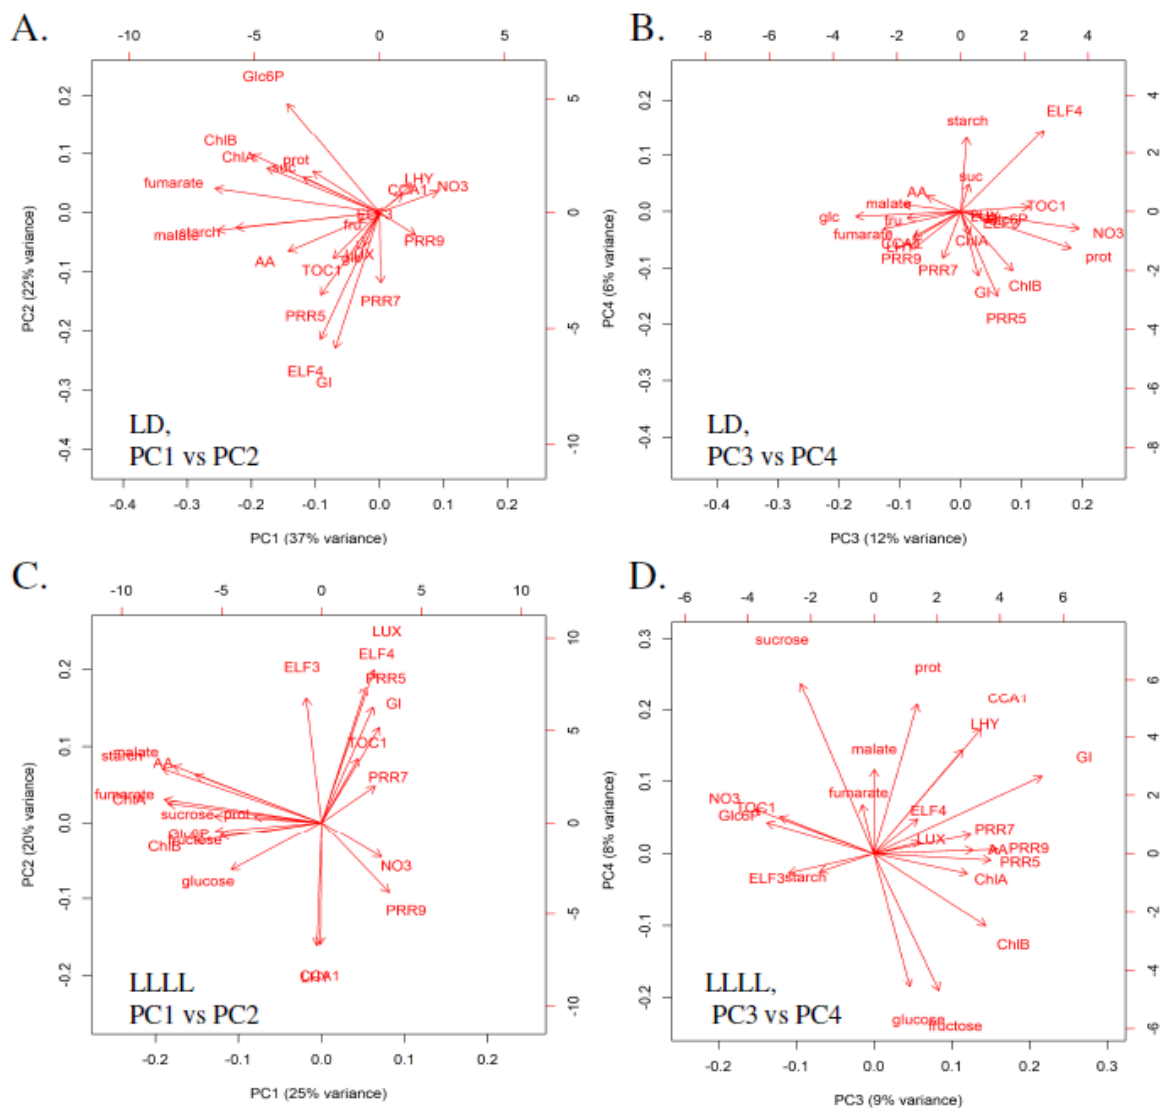 A.
-10 -5 0 5
Glc6P
ChlB
ChlA
prot
suc
fumarate
LHY
CCA1
NO3
starch
malate
fru
PRR9
AA
LUX
TOC1
PRR7
PRR5
ELF4
GI
LD,
PC1 vs PC2
0.2
0.1
0.0
-0.1
-0.2
-0.3
-0.4
5
0
-5
-10
PC2 (22% variance)
-0.4 -0.3 -0.2 -0.1 0.0 0.1 0.2
PC1 (37% variance)
B.
-8 -6 -4 -2 0 2 4
ELF4
starch
suc
AA
malate
TOC1
glc
fru
LUX
Glc6P
ELF3
fumarate
CCA1
LHY
ChlA
NO3
prot
PRR9
PRR7
GI
ChlB
PRR5
LD,
PC3 vs PC4
0.2
0.1
0.0
-0.1
-0.2
-0.3
-0.4
4
2
0
-2
-4
-6
-8
PC4 (6% variance)
-0.4 -0.3 -0.2 -0.1 0.0 0.1 0.2
PC3 (12% variance)
C.
-10 -5 0 5 10
LUX
ELF4
ELF3
PRR5
GI
TOC1
malate
starch
AA
PRR7
fumarate
ChlA
sucrose
prot
Glc6P
fructose
ChlB
glucose
NO3
PRR9
CCA1
LHY
LLLL
PC1 vs PC2
0.2
0.1
0.0
-0.1
-0.2
10
5
0
-5
-10
PC2 (20% variance)
-0.2 -0.1 0.0 0.1 0.2
PC1 (25% variance)
D.
-6 -4 -2 0 2 4 6
sucrose
prot
CCA1
LHY
GI
malate
fumarate
NO3
TOC1
Glc6P
ELF4
LUX
PRR7
AA
PRR9
PRR5
ELF3
starch
ChlA
ChlB
glucose
fructose
LLLL,
PC3 vs PC4
0.3
0.2
0.1
0.0
-0.1
-0.2
6
4
2
0
-2
-4
-6
PC4 (8% variance)
-0.2 -0.1 0.0 0.1 0.2 0.3
PC3 (9% variance)